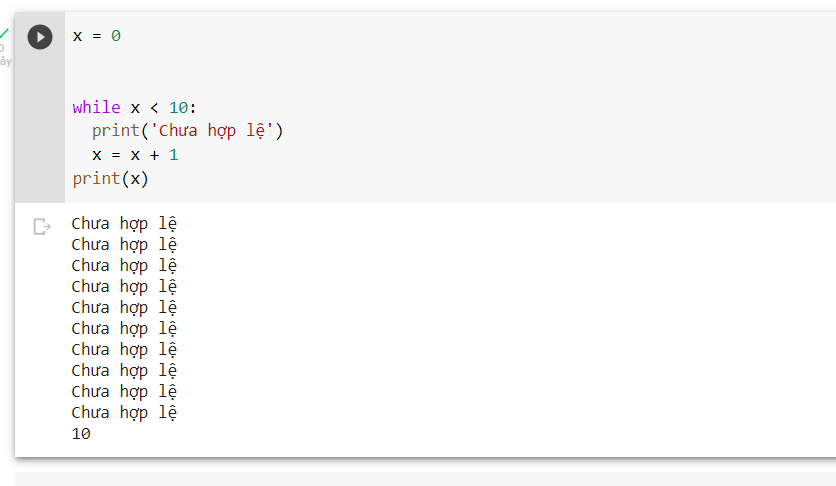 x = 0
while x < 10:
  print('Chưa hợp lệ')
  x = x + 1
print(x)
Chưa hợp lệ
Chưa hợp lệ
Chưa hợp lệ
Chưa hợp lệ
Chưa hợp lệ
Chưa hợp lệ
Chưa hợp lệ
Chưa hợp lệ
Chưa hợp lệ
Chưa hợp lệ
10